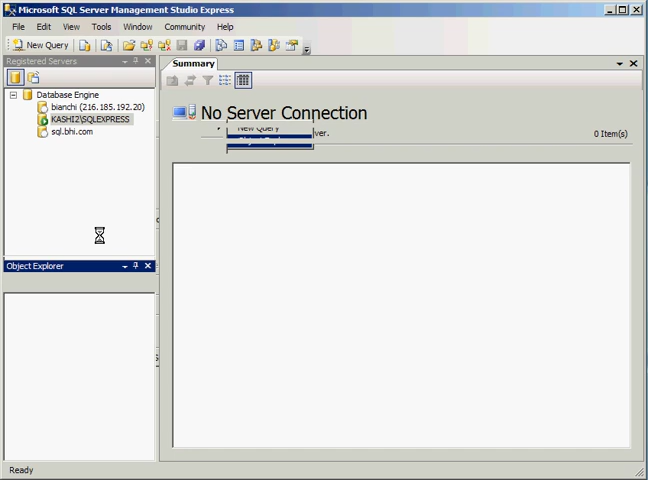 Microsoft SQL Server Management Studio Express
File Edit View Tools Window Community Help
New Query
Registered Servers
Summary
Database Engine
bianchi (216.185.192.20)
KASHI2\SQLEXPRESS
sql.bhi.com
No Server Connection
New Query
ver.
0 Item(s)
Object Explorer
Ready